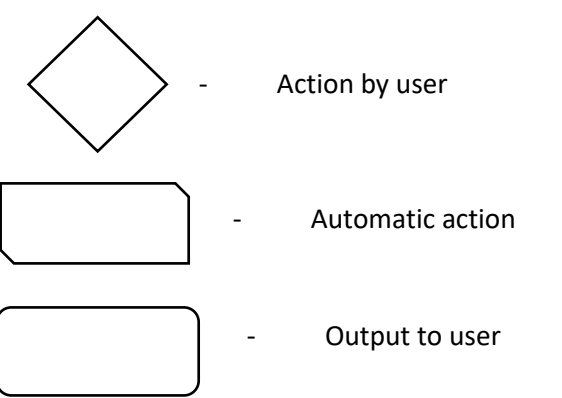 - Action by user
- Automatic action
- Output to user